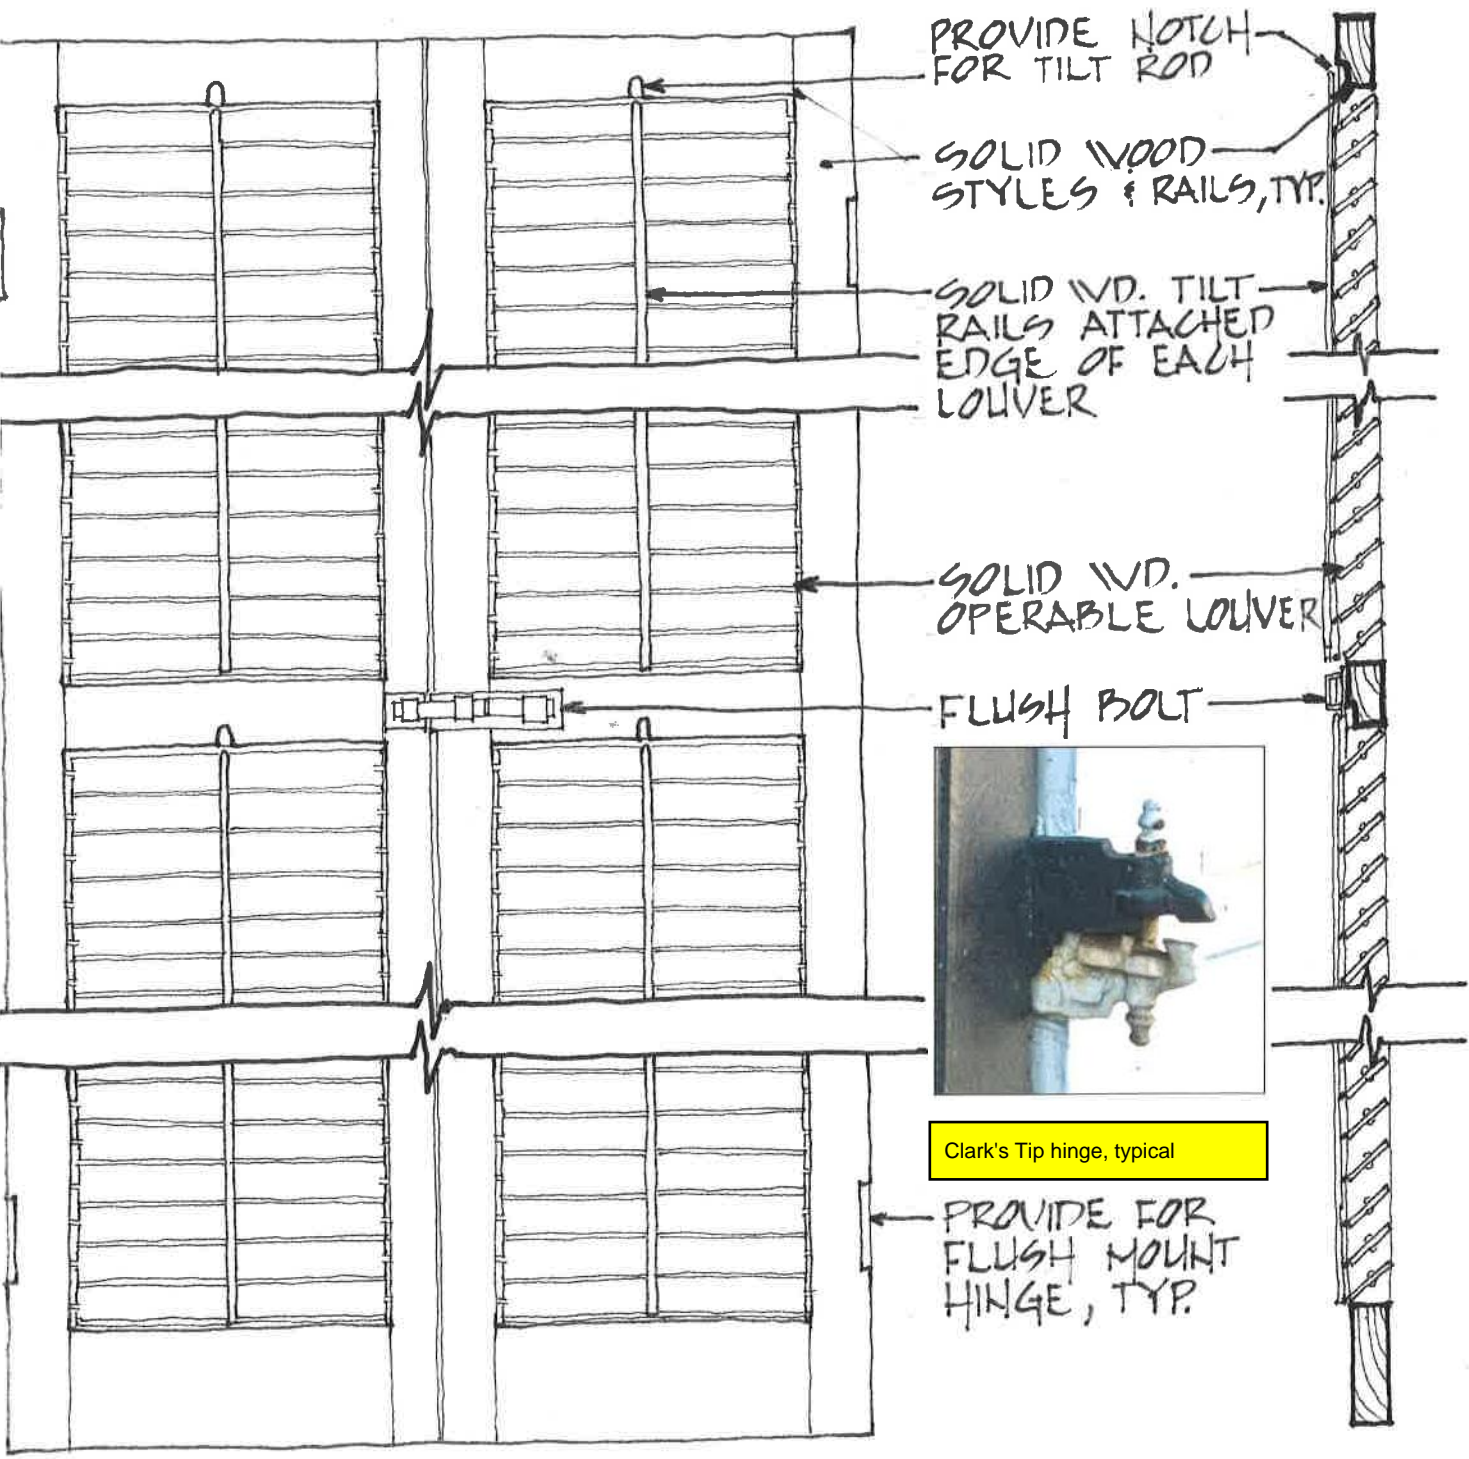 PROVIDE NOTCH
FOR TILT ROD
SOLID WOOD
STYLES & RAILS, TYP.
SOLID WD. TILT
RAILS ATTACHED
EDGE OF EACH
LOUVER
SOLID WD.
OPERABLE LOUVER
FLUSH BOLT
Clark's Tip hinge, typical
PROVIDE FOR
FLUSH MOUNT
HINGE, TYP.